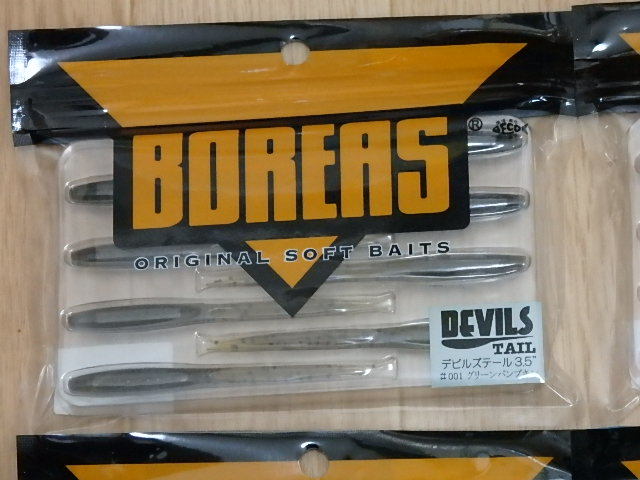 BOREAS®
ORIGINAL SOFT BAITS
DEVILS
TAIL
デビルズテール 3.5"
#001 グリーンパンプキン